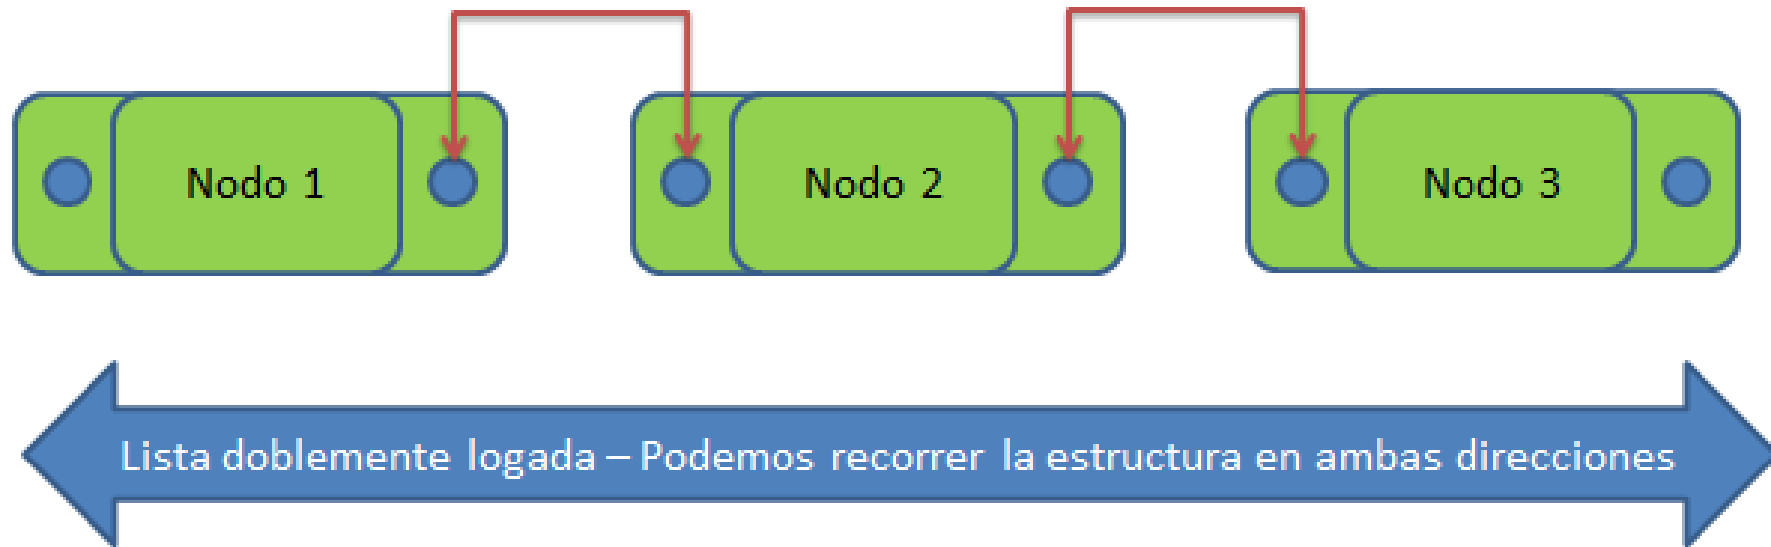 Nodo 1
Nodo 2
Nodo 3
Lista doblemente logada – Podemos recorrer la estructura en ambas direcciones